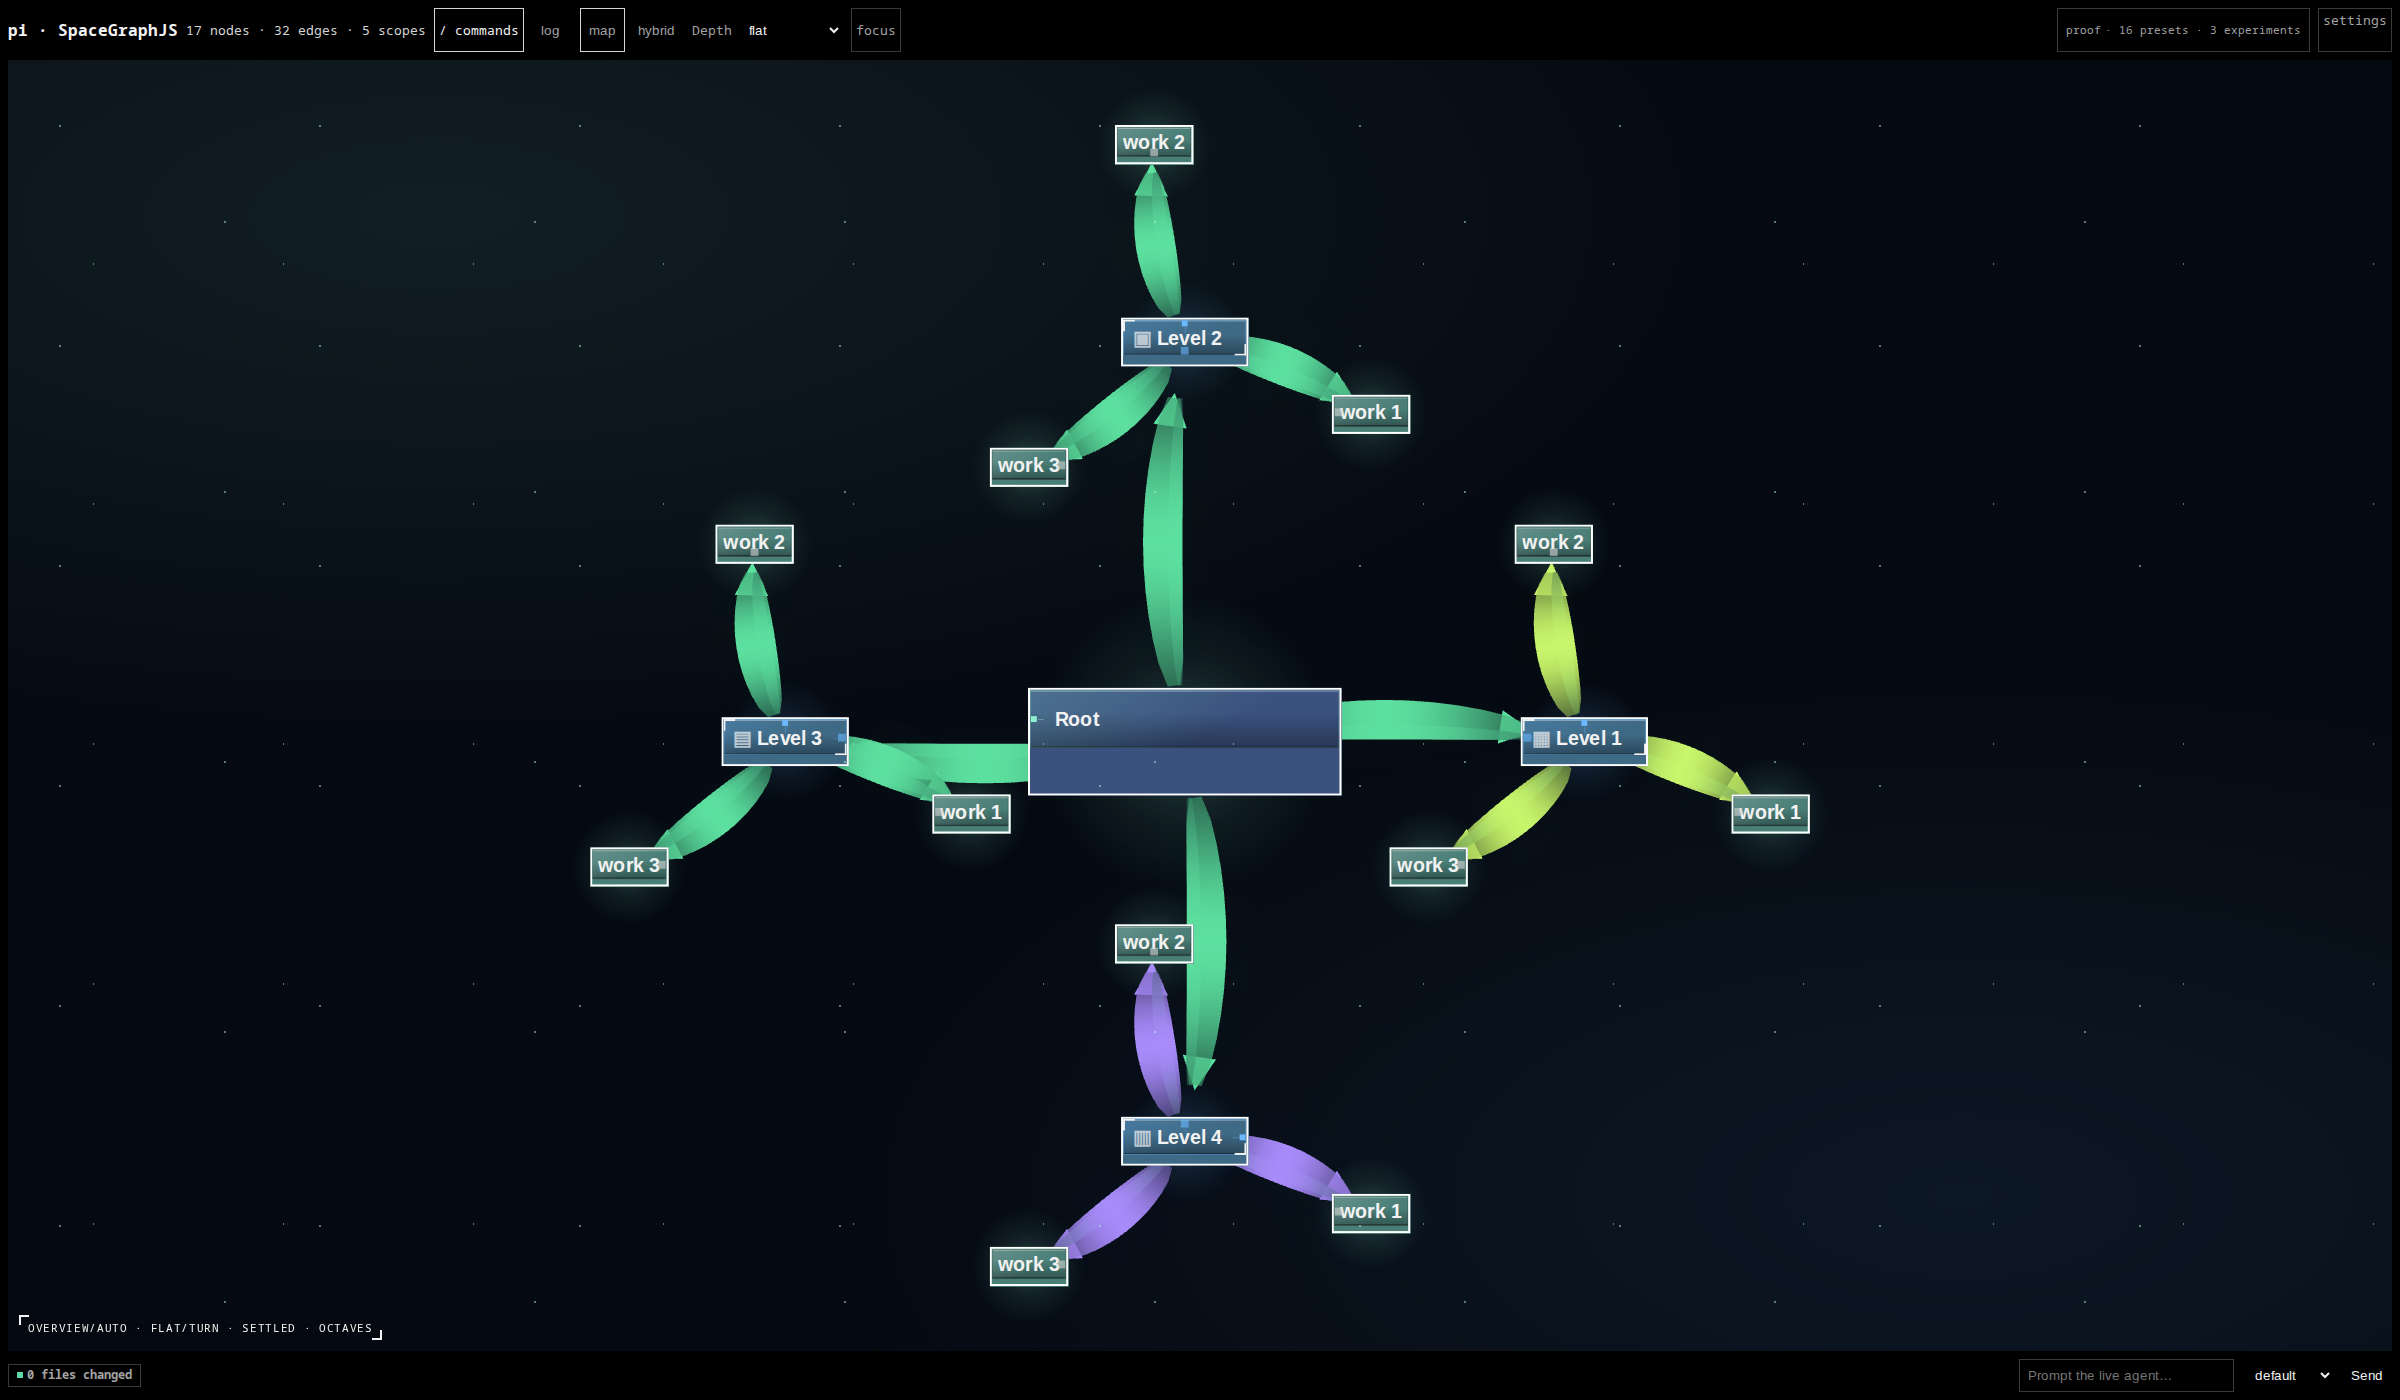 pi · SpaceGraphJS 17 nodes · 32 edges · 5 scopes / commands log map hybrid Depth flat focus proof · 16 presets · 3 experiments settings
work 2
Level 2
work 1
work 3
work 2
work 2
Root
Level 3
Level 1
work 1
work 1
work 3
work 3
work 2
Level 4
work 1
work 3
OVERVIEW/AUTO · FLAT/TURN · SETTLED · OCTAVES
0 files changed
Prompt the live agent... default Send